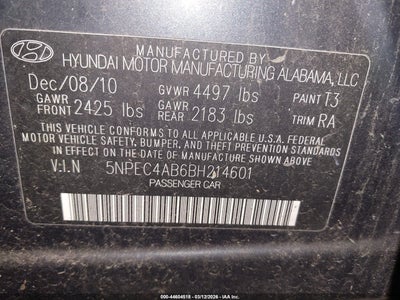 MANUFACTURED BY
HYUNDAI MOTOR MANUFACTURING ALABAMA, LLC
Dec/08/10 GVWR 4497 lbs PAINT T3
GAWR FRONT 2425 lbs GAWR REAR 2183 lbs TRIM RA
THIS VEHICLE CONFORMS TO ALL APPLICABLE U.S.A. FEDERAL
MOTOR VEHICLE SAFETY, BUMPER, AND THEFT PREVENTION STANDARDS
IN EFFECT ON THE DATE OF MANUFACTURE SHOWN ABOVE.
V.I.N 5NPEC4AB6BH214601
PASSENGER CAR
000-44604518 | 03/12/2026 | IAA Inc.